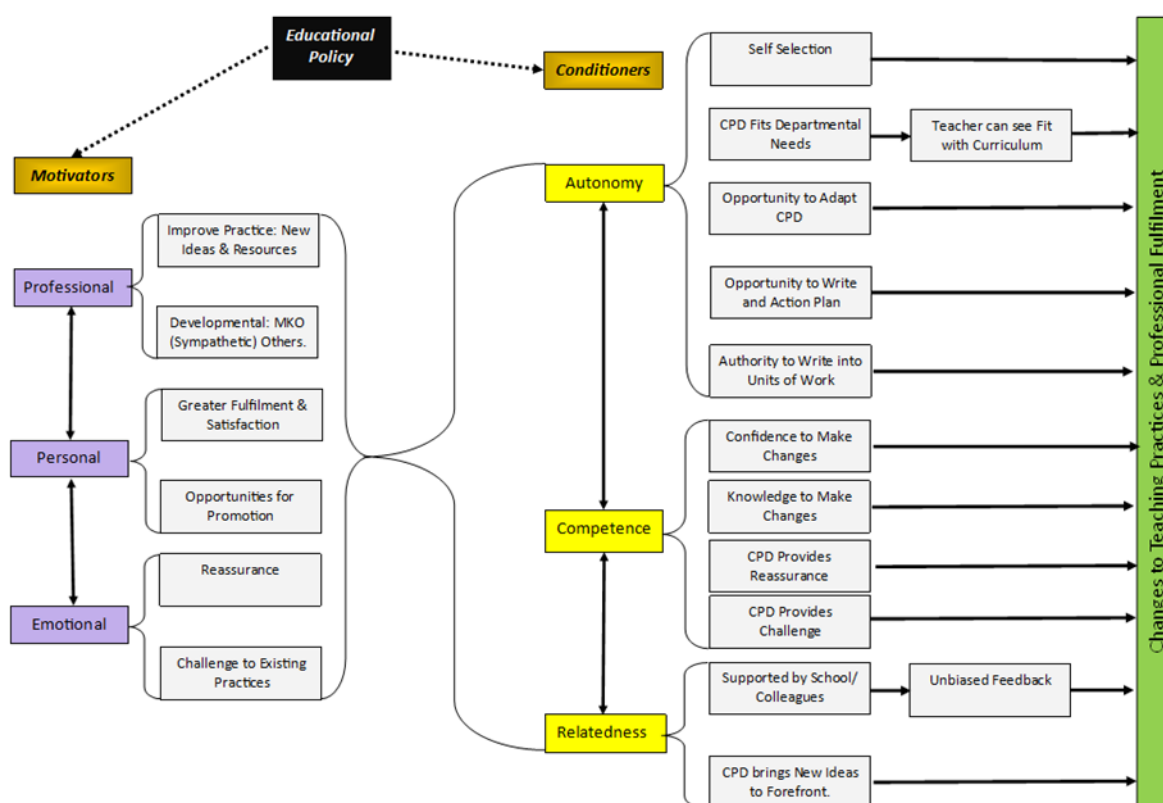 Educational
Policy
Conditioners
Motivators
Professional
Improve Practice: New
Ideas & Resources
Developmental: MKO
(Sympathetic) Others.
Personal
Greater Fulfilment &
Satisfaction
Opportunities for
Promotion
Emotional
Reassurance
Challenge to Existing
Practices
Autonomy
Self Selection
CPD Fits Departmental
Needs
Teacher can see Fit
with Curriculum
Opportunity to Adapt
CPD
Opportunity to Write
and Action Plan
Authority to Write into
Units of Work
Competence
Confidence to Make
Changes
Knowledge to Make
Changes
CPD Provides
Reassurance
CPD Provides
Challenge
Relatedness
Supported by School/
Colleagues
Unbiased Feedback
CPD brings New Ideas
to Forefront.
Changes to Teaching Practices & Professional Fulfilment